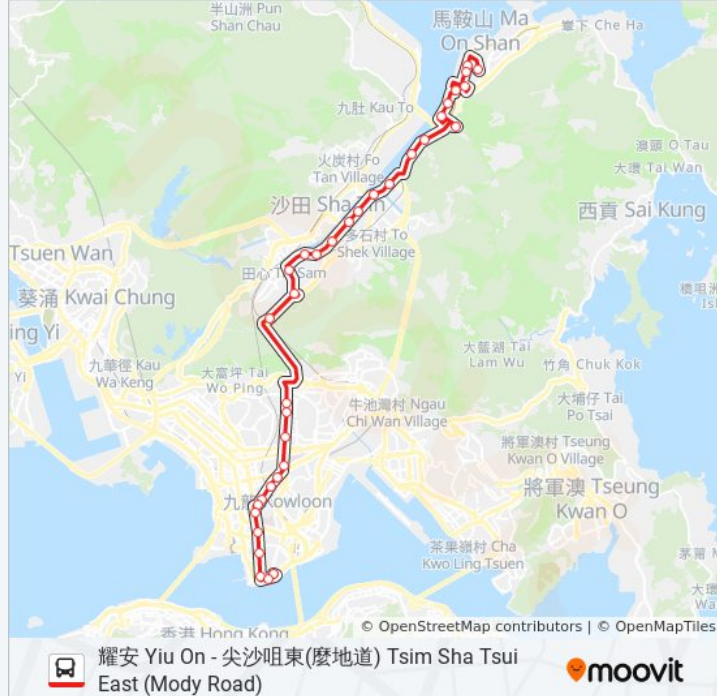 半山洲 Pun
Shan Chau
馬鞍山 Ma
On Shan
輋下 Che Ha
九肚 Kau To
澳頭 O Tau
大環 Tai Wan
火炭村 Fo
Tan Village
沙田 Sha Tin
西貢 Sai Kung
多石村 To
Shek Village
Tsuen Wan
田心 Tai Sam
葵涌 Kwai Chung
ing Yi
Yi
九華徑 Kau
Wa Keng
大富坪 Tai
Wo Ping
大藍湖 Tai
Lam Wu
竹角 Chuk Kok
牛池灣村 Ngau
Chi Wan Village
大埔仔 Tai
Po Tsai
將軍澳村 Tseung
Kwan O Village
將軍澳 Tseung
Kwan O
九龍 Kowloon
茶果嶺村 Cha
Kwo Ling Tsuen
香港 Hong Kong
© OpenStreetMap contributors | © OpenMapTiles
耀安 Yiu On - 尖沙咀東(麼地道) Tsim Sha Tsui
East (Mody Road)
moovit